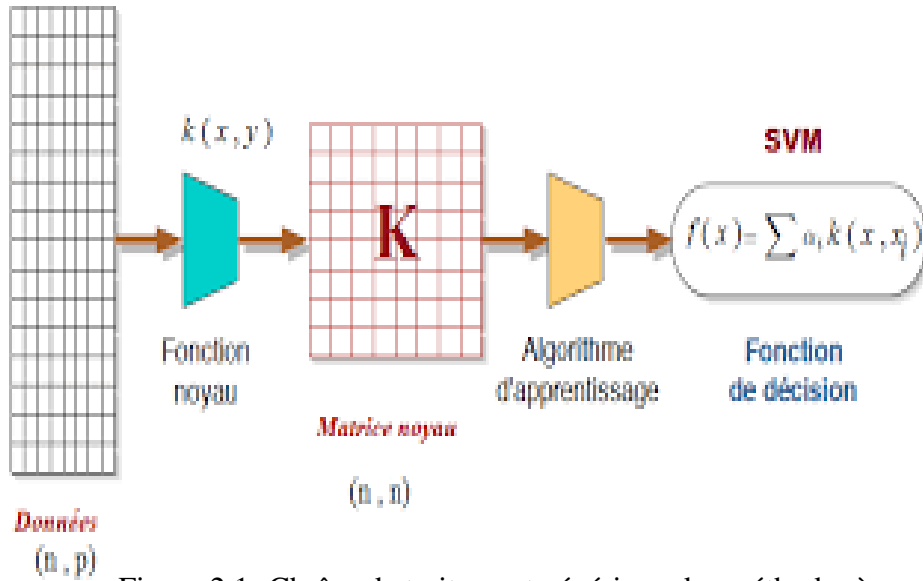 k(x,y)
SVM
K
f(x)= ∑ αᵢ k(x,xᵢ)
Fonction
noyau
Algorithme
d'apprentissage
Fonction
de décision
Matrice noyau
(n,n)
Données
(n,p)